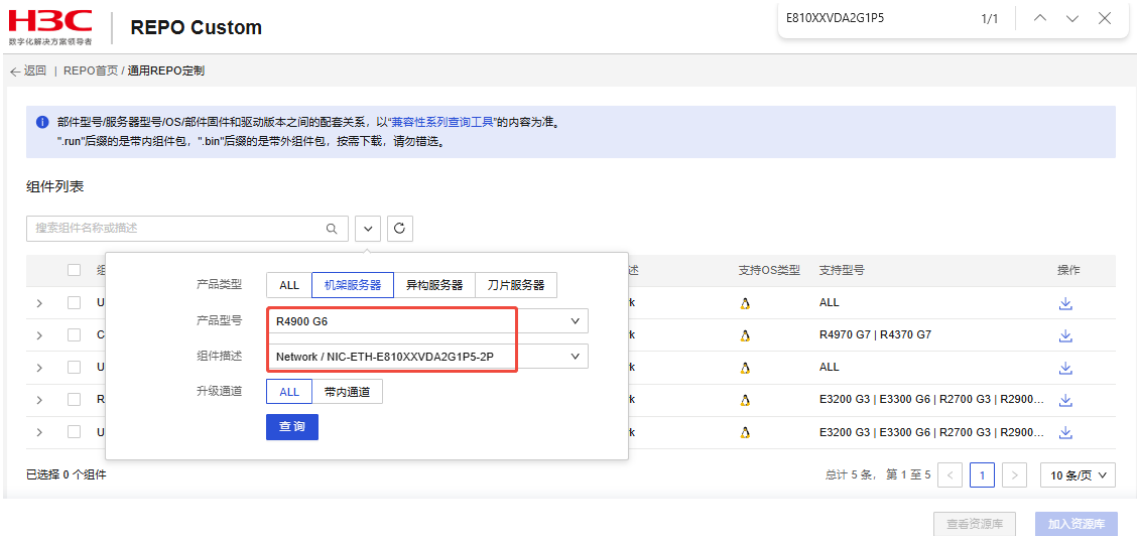 H3C
数字化解决方案领导者
REPO Custom
E810XXVDA2G1P5
1/1
返回 | REPO首页 / 通用REPO定制
部件型号/服务器型号/OS/部件固件和驱动版本之间的配套关系，以“兼容性系列查询工具”的内容为准。
".run"后缀的是带内组件包，".bin"后缀的是带外组件包，按需下载，请勿错选。
组件列表
搜索组件名称或描述
组 述 支持OS类型 支持型号 操作
产品类型 ALL 机架服务器 异构服务器 刀片服务器
U k ALL
产品型号 R4900 G6
C k R4970 G7 | R4370 G7
组件描述 Network / NIC-ETH-E810XXVDA2G1P5-2P
U k ALL
升级通道 ALL 带内通道
R k E3200 G3 | E3300 G6 | R2700 G3 | R2900...
查 询
U k E3200 G3 | E3300 G6 | R2700 G3 | R2900...
已选择 0 个组件
总计 5 条， 第 1 至 5 < 1 > 10 条/页
查看资源库 加入资源库